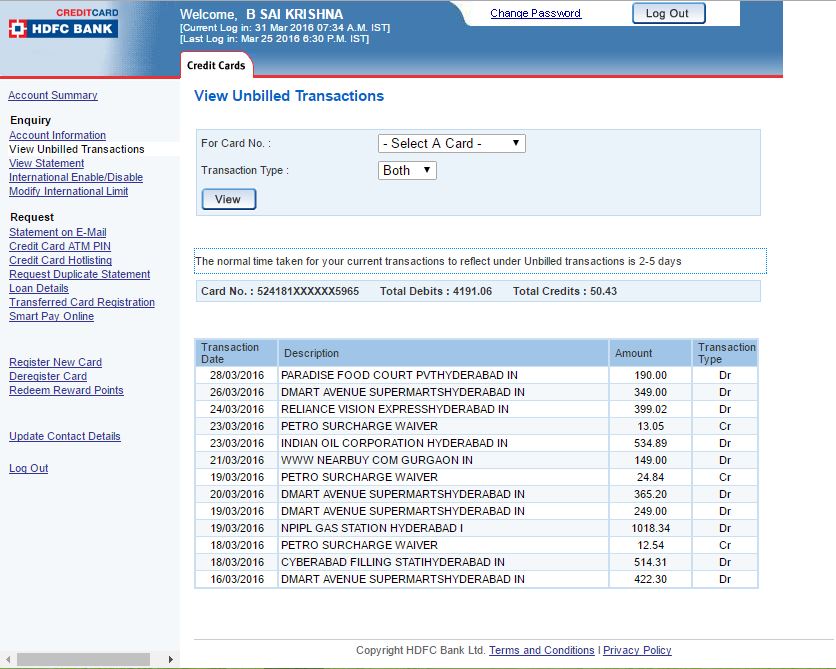 CREDITCARD
HDFC BANK
Welcome, B SAI KRISHNA
[Current Log in: 31 Mar 2016 07:34 A.M. IST]
[Last Log in: Mar 25 2016 6:30 P.M. IST]
Change Password
Log Out
Credit Cards
Account Summary
Enquiry
Account Information
View Unbilled Transactions
View Statement
International Enable/Disable
Modify International Limit
Request
Statement on E-Mail
Credit Card ATM PIN
Credit Card Hotlisting
Request Duplicate Statement
Loan Details
Transferred Card Registration
Smart Pay Online
Register New Card
Deregister Card
Redeem Reward Points
Update Contact Details
Log Out
View Unbilled Transactions
For Card No. : - Select A Card -
Transaction Type : Both
View
The normal time taken for your current transactions to reflect under Unbilled transactions is 2-5 days
Card No. : 524181XXXXXX5965 Total Debits : 4191.06 Total Credits : 50.43
Transaction Date Description Amount Transaction Type
28/03/2016 PARADISE FOOD COURT PVTHYDERABAD IN 190.00 Dr
26/03/2016 DMART AVENUE SUPERMARTSHYDERABAD IN 349.00 Dr
24/03/2016 RELIANCE VISION EXPRESSHYDERABAD IN 399.02 Dr
23/03/2016 PETRO SURCHARGE WAIVER 13.05 Cr
23/03/2016 INDIAN OIL CORPORATION HYDERABAD IN 534.89 Dr
21/03/2016 WWW NEARBUY COM GURGAON IN 149.00 Dr
19/03/2016 PETRO SURCHARGE WAIVER 24.84 Cr
20/03/2016 DMART AVENUE SUPERMARTSHYDERABAD IN 365.20 Dr
19/03/2016 DMART AVENUE SUPERMARTSHYDERABAD IN 249.00 Dr
19/03/2016 NPIPL GAS STATION HYDERABAD I 1018.34 Dr
18/03/2016 PETRO SURCHARGE WAIVER 12.54 Cr
18/03/2016 CYBERABAD FILLING STATIHYDERABAD IN 514.31 Dr
16/03/2016 DMART AVENUE SUPERMARTSHYDERABAD IN 422.30 Dr
Copyright HDFC Bank Ltd. Terms and Conditions | Privacy Policy